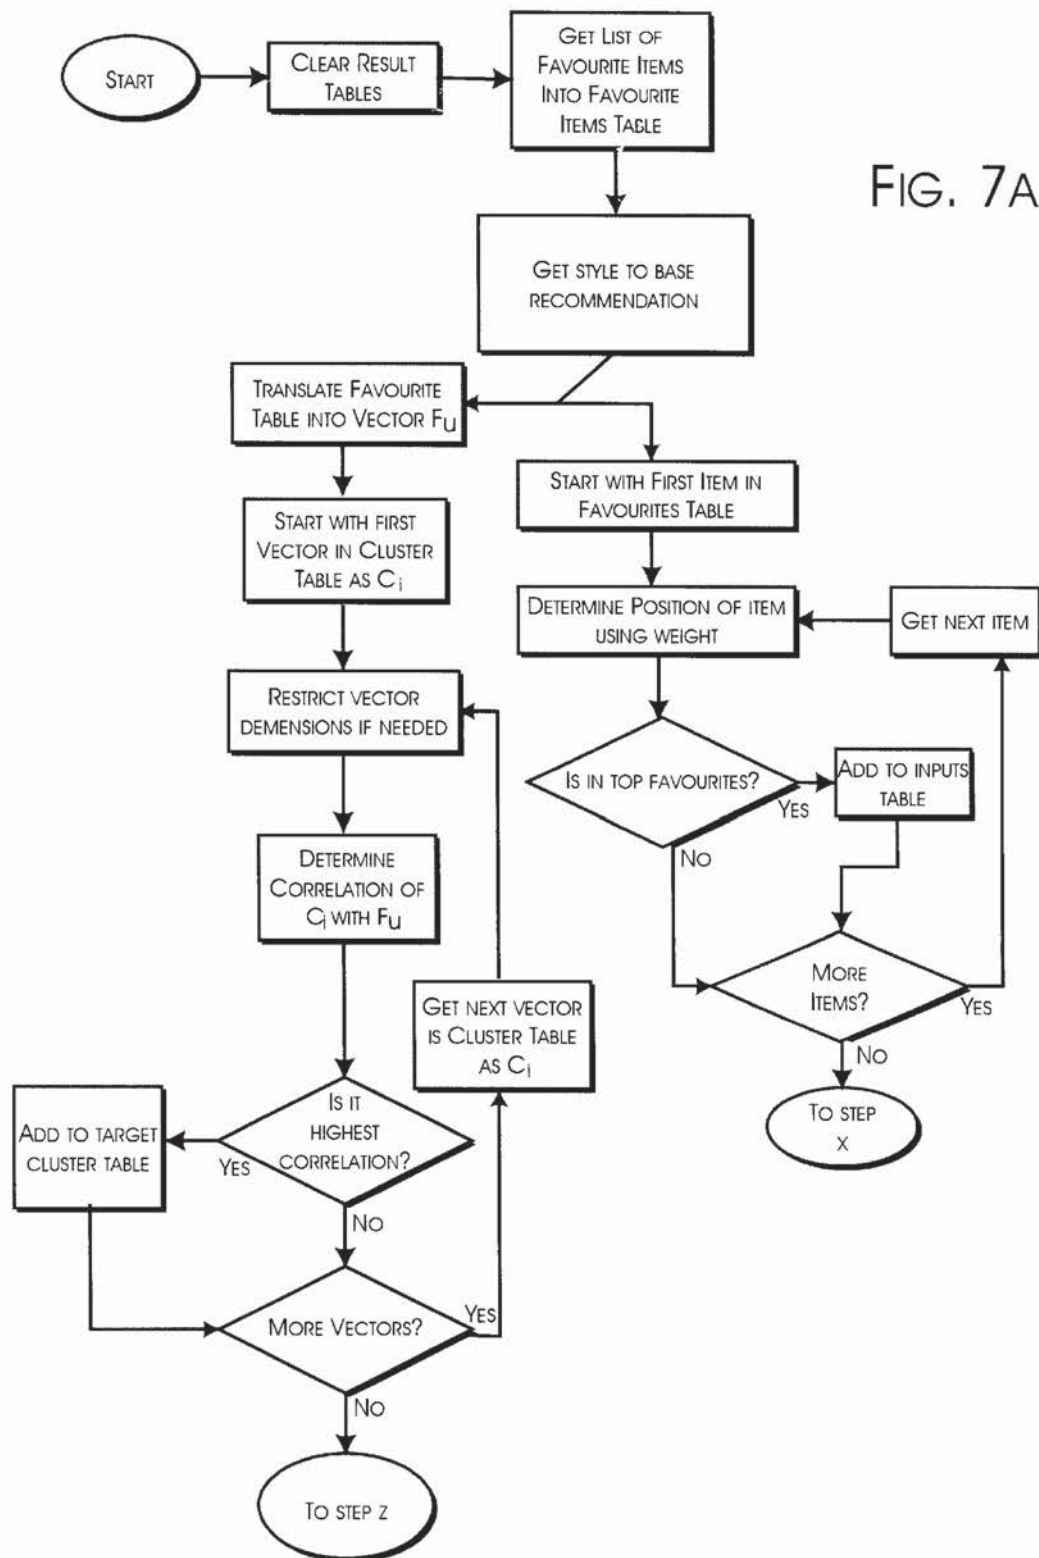 START
CLEAR RESULT
TABLES
GET LIST OF
FAVOURITE ITEMS
INTO FAVOURITE
ITEMS TABLE
FIG. 7A
GET STYLE TO BASE
RECOMMENDATION
TRANSLATE FAVOURITE
TABLE INTO VECTOR Fu
START WITH FIRST
VECTOR IN CLUSTER
TABLE AS Ci
RESTRICT VECTOR
DEMENSIONS IF NEEDED
DETERMINE
CORRELATION OF
Ci WITH Fu
GET NEXT VECTOR
IS CLUSTER TABLE
AS Ci
IS IT
HIGHEST
CORRELATION?
YES
ADD TO TARGET
CLUSTER TABLE
NO
MORE VECTORS?
YES
NO
TO STEP Z
START WITH FIRST ITEM IN
FAVOURITES TABLE
DETERMINE POSITION OF ITEM
USING WEIGHT
GET NEXT ITEM
IS IN TOP FAVOURITES?
YES
ADD TO INPUTS
TABLE
NO
MORE
ITEMS?
YES
NO
TO STEP
X